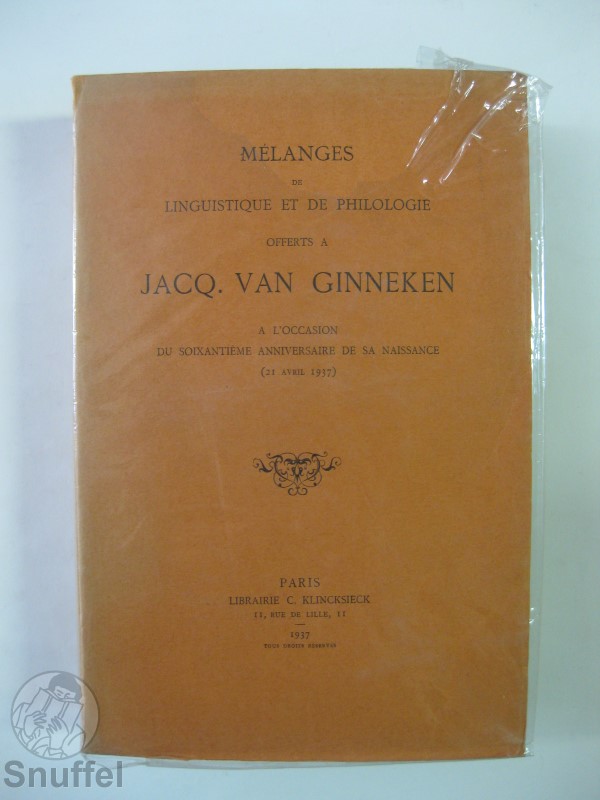 MÉLANGES
DE
LINGUISTIQUE ET DE PHILOLOGIE
OFFERTS A
JACQ. VAN GINNEKEN
A L'OCCASION
DU SOIXANTIÈME ANNIVERSAIRE DE SA NAISSANCE
(21 AVRIL 1937)
PARIS
LIBRAIRIE C. KLINCKSIECK
11, RUE DE LILLE, 11
1937
TOUS DROITS RÉSERVÉS
Snuffel